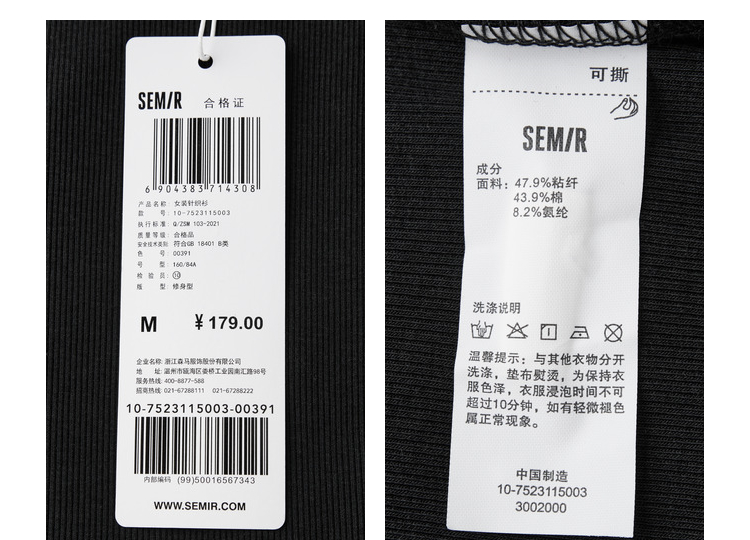 SEMIR 合格证
6 904383 714308
产品名称: 女装针织衫
款 号: 10-7523115003
执行标准: Q/ZSM 103-2021
质量等级: 合格品
安全技术类别: 符合GB 18401 B类
色 号: 00391
号 型: 160/84A
检 验 员: ⑩
版 型: 修身型
M ¥179.00
企业名称: 浙江森马服饰股份有限公司
地 址: 温州市瓯海区娄桥工业园南汇路98号
服务热线: 400-8877-588
招商热线: 021-67288111 021-67288222
10-7523115003-00391
内部编码 (99)50016567343
WWW.SEMIR.COM
可撕
SEMIR
成分
面料: 47.9%粘纤
43.9%棉
8.2%氨纶
洗涤说明
温馨提示: 与其他衣物分开
洗涤, 垫布熨烫, 为保持衣
服色泽, 衣服浸泡时间不可
超过10分钟, 如有轻微褪色
属正常现象。
中国制造
10-7523115003
3002000